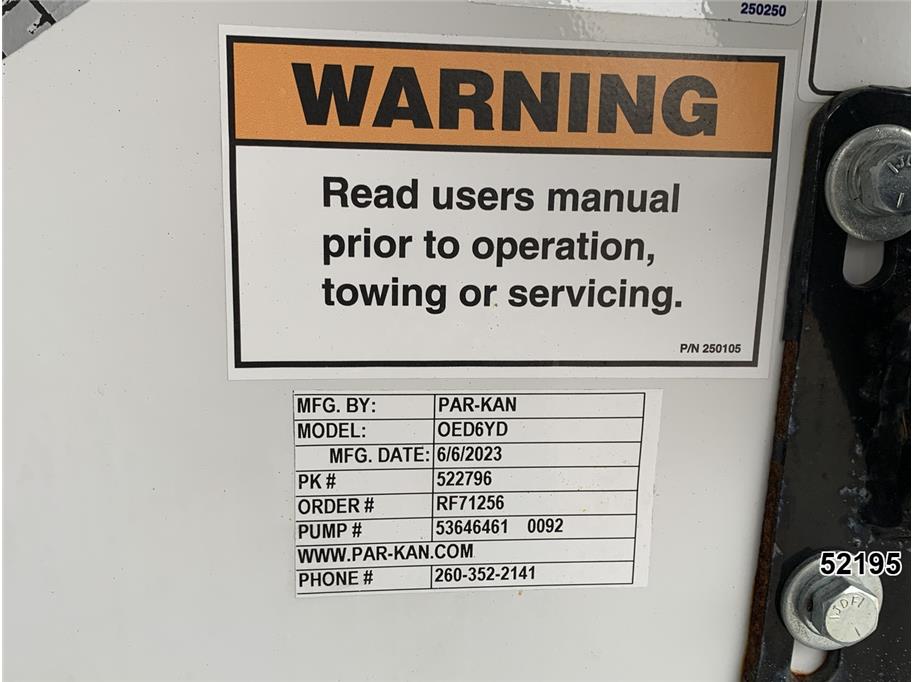 250250
WARNING
Read users manual
prior to operation,
towing or servicing.
P/N 250105
MFG. BY: PAR-KAN
MODEL: OED6YD
MFG. DATE: 6/6/2023
PK # 522796
ORDER # RF71256
PUMP # 53646461 0092
WWW.PAR-KAN.COM
PHONE # 260-352-2141
52195
JDF